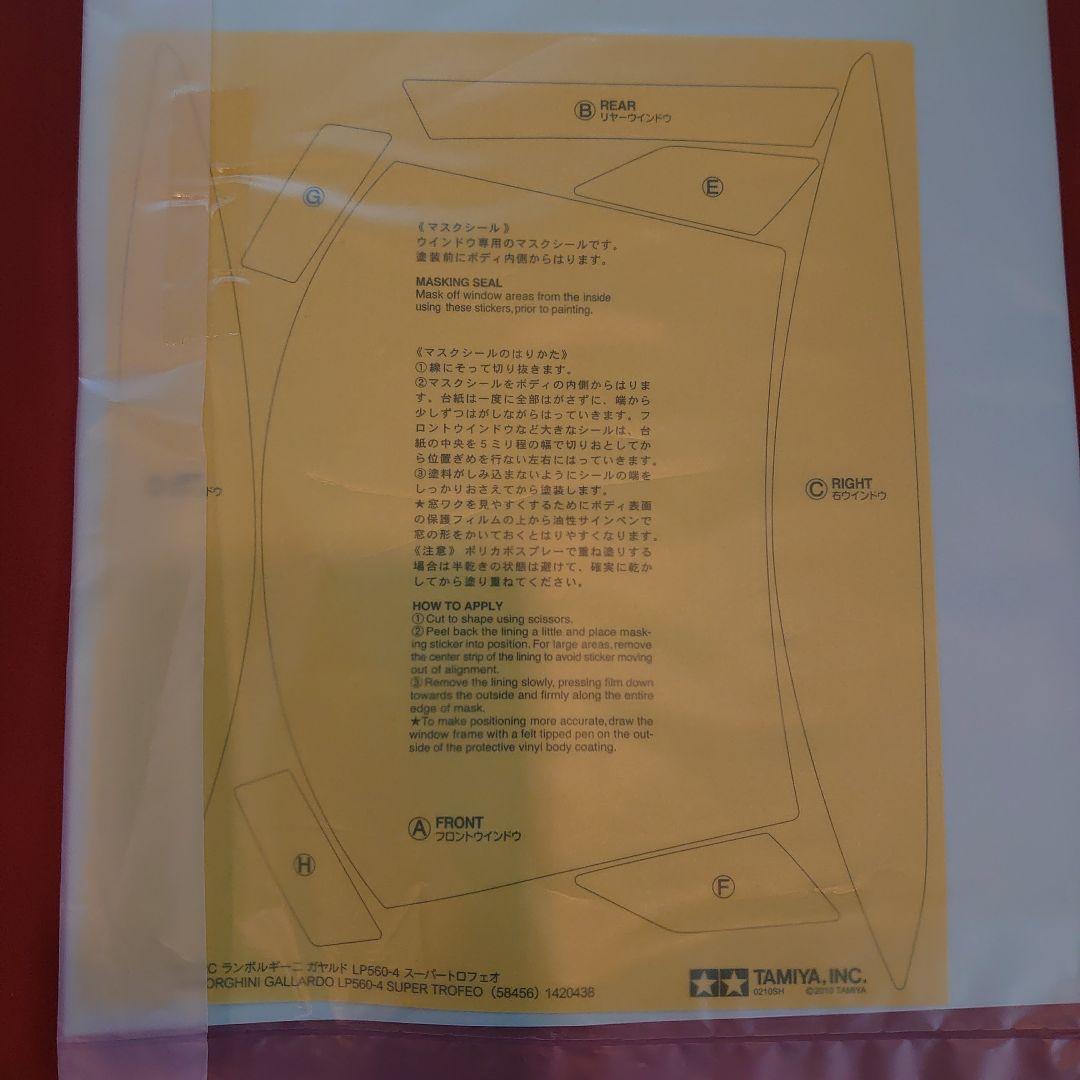 Ⓑ REAR
リヤーウインドウ
Ⓖ
Ⓔ
《マスクシール》
ウインドウ専用のマスクシールです。
塗装前にボディ内側からはります。
MASKING SEAL
Mask off window areas from the inside
using these stickers, prior to painting.
《マスクシールのはりかた》
①線にそって切り抜きます。
②マスクシールをボディの内側からはりま
す。台紙は一度に全部はがさずに、端から
少しずつはがしながらはっていきます。フ
ロントウインドウなど大きなシールは、台
紙の中央を5ミリ程の幅で切りおとしてか
ら位置ぎめを行ない左右にはっていきます。
③塗料がしみ込まないようにシールの端を
しっかりおさえてから塗装します。
★窓ワクを見やすくするためにボディ表面
の保護フィルムの上から油性サインペンで
窓の形をかいておくとはりやすくなります。
《注意》 ポリカボスプレーで重ね塗りする
場合は半乾きの状態は避けて、確実に乾か
してから塗り重ねてください。
HOW TO APPLY
①Cut to shape using scissors.
②Peel back the lining a little and place mask-
ing sticker into position. For large areas, remove
the center strip of the lining to avoid sticker moving
out of alignment.
③Remove the lining slowly, pressing film down
towards the outside and firmly along the entire
edge of mask.
★To make positioning more accurate, draw the
window frame with a felt tipped pen on the out-
side of the protective vinyl body coating.
Ⓒ RIGHT
右ウインドウ
ドウ
Ⓐ FRONT
フロントウインドウ
Ⓗ
Ⓕ
C ランボルギーニ ガヤルド LP560-4 スーパートロフェオ
ORGHINI GALLARDO LP560-4 SUPER TROFEO (58456) 1420438
TAMIYA, INC.
0210SH ©2010 TAMIYA